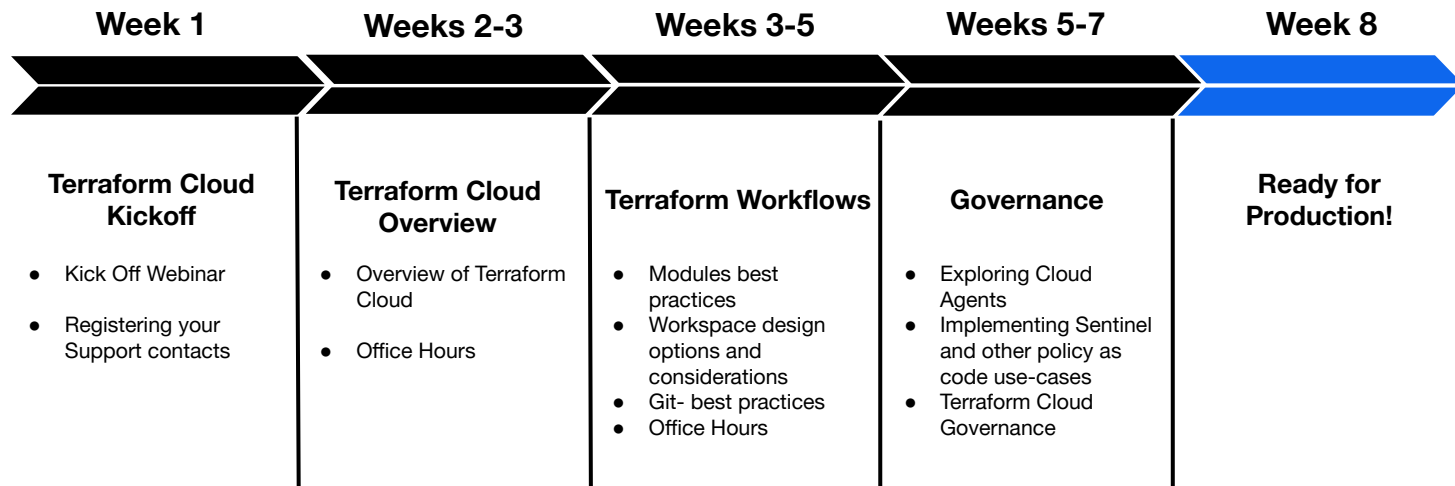 Week 1
Weeks 2-3
Weeks 3-5
Weeks 5-7
Week 8
Terraform Cloud
Kickoff
● Kick Off Webinar
● Registering your
Support contacts
Terraform Cloud
Overview
● Overview of Terraform
Cloud
● Office Hours
Terraform Workflows
● Modules best
practices
● Workspace design
options and
considerations
● Git- best practices
● Office Hours
Governance
● Exploring Cloud
Agents
● Implementing Sentinel
and other policy as
code use-cases
● Terraform Cloud
Governance
Ready for
Production!